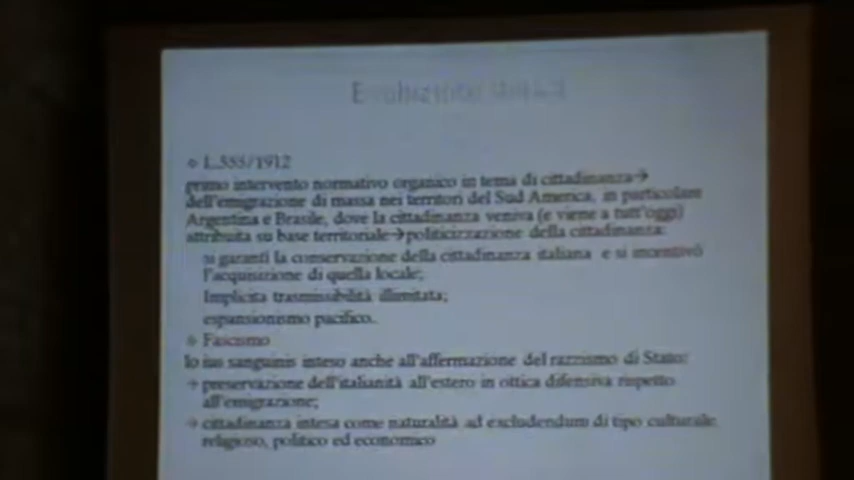 Evoluzione storica
L.555/1912
primo intervento normativo organico in tema di cittadinanza→
dell'emigrazione di massa nei territori del Sud America, in particolare
Argentina e Brasile, dove la cittadinanza veniva (e viene a tutt'oggi)
attribuita su base territoriale→politicizzazione della cittadinanza:
si garantì la conservazione della cittadinanza italiana e si incentivò
l'acquisizione di quella locale;
Implicita trasmissibilità illimitata;
espansionismo pacifico.
Fascismo
lo ius sanguinis inteso anche all'affermazione del razzismo di Stato:
→ preservazione dell'italianità all'estero in ottica difensiva rispetto
all'emigrazione;
→ cittadinanza intesa come naturalità ad excludendum di tipo culturale,
religioso, politico ed economico